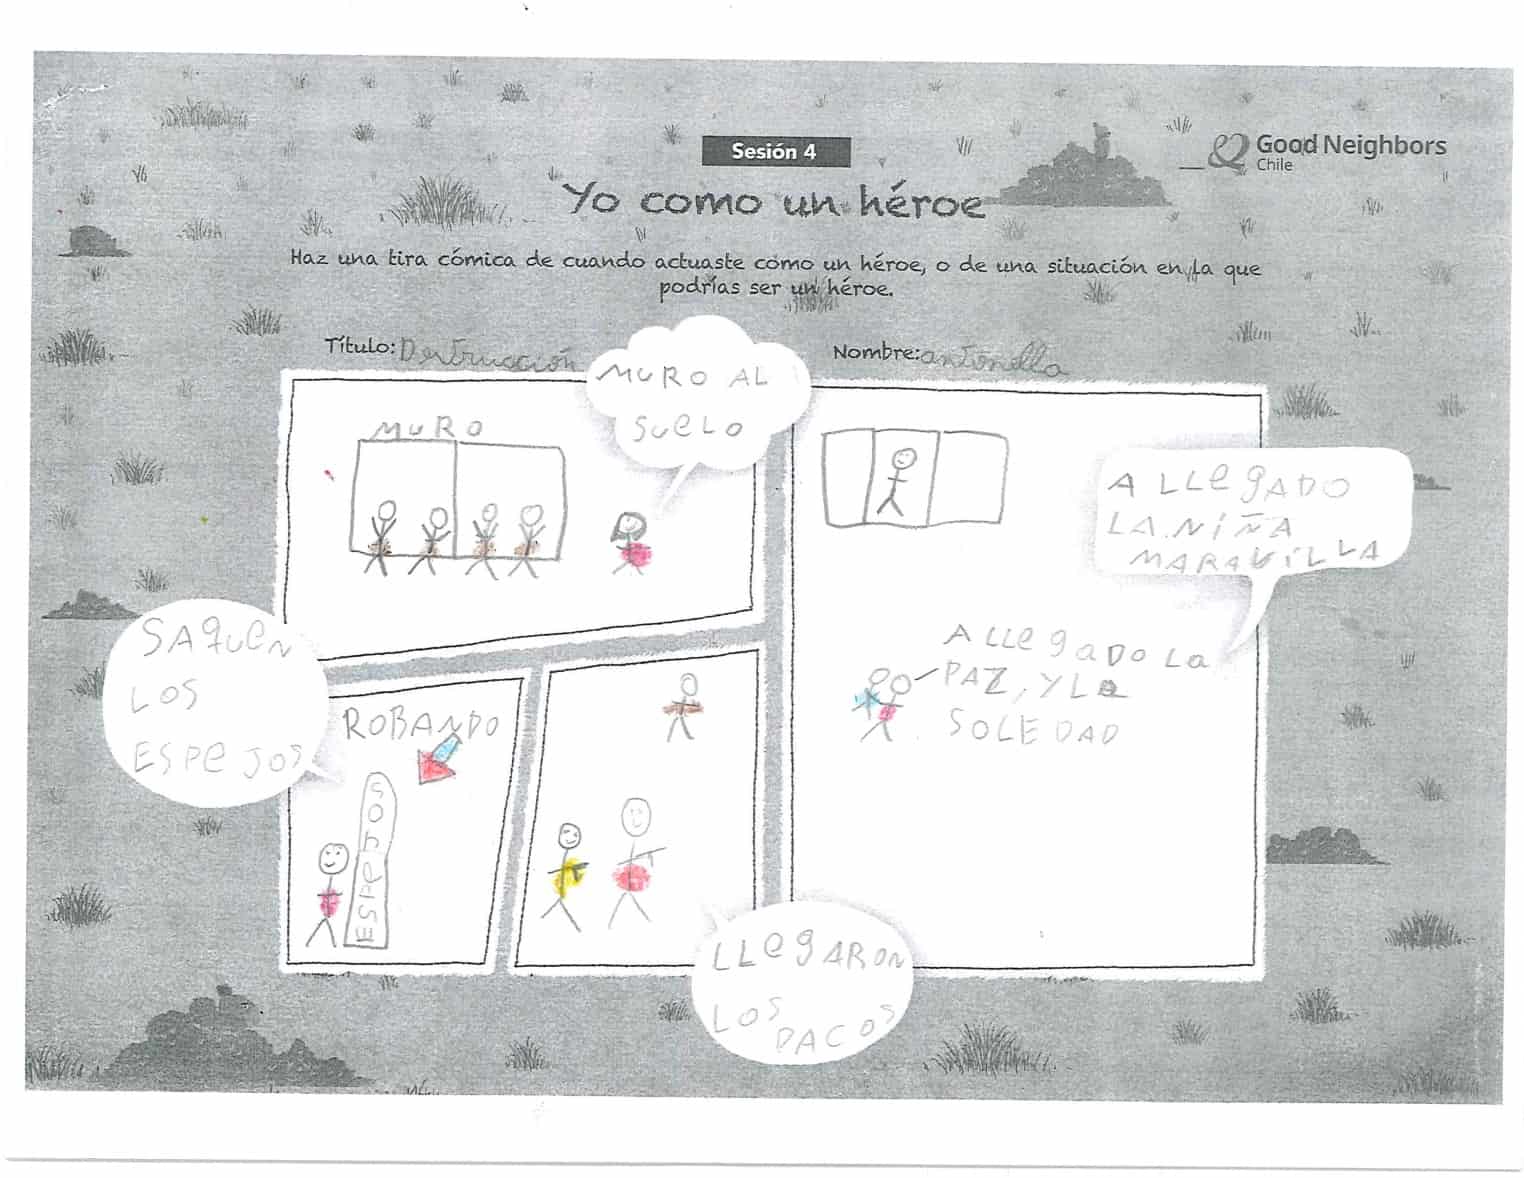 Sesión 4
Good Neighbors
Chile
Yo como un héroe
Haz una tira cómica de cuando actuaste como un héroe, o de una situación en la que
podrías ser un héroe.
Título: Destrucción
Nombre: antonella
MURO
MURO AL
SUELO
SAQUEN
LOS
ESPEJOS
ROBANDO
ESPEJOS
LLEGARON
LOS
PACOS
A LLEGADO
LA NIÑA
MARAVILLA
A LLEGADO LA
PAZ, Y LA
SOLEDAD